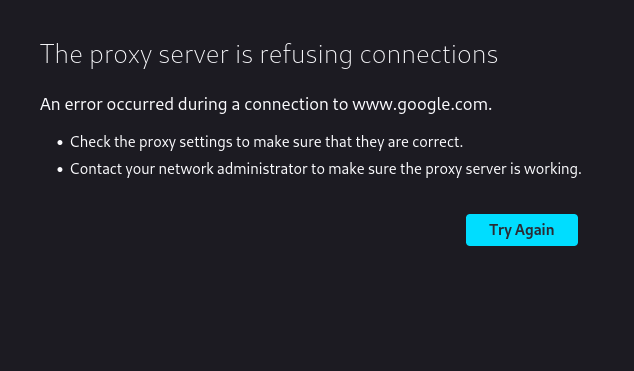 The proxy server is refusing connections
An error occurred during a connection to www.google.com.
• Check the proxy settings to make sure that they are correct.
• Contact your network administrator to make sure the proxy server is working.
Try Again